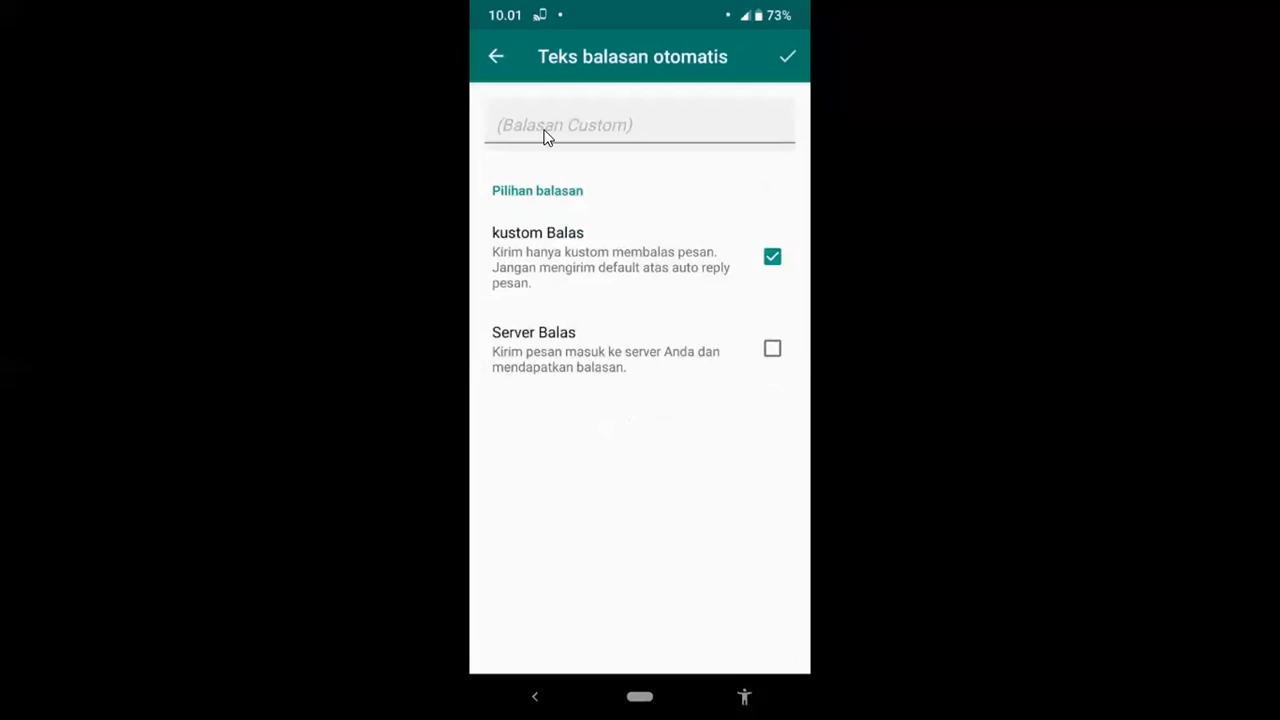 10.01
73%
Teks balasan otomatis
(Balasan Custom)
Pilihan balasan
kustom Balas
Kirim hanya kustom membalas pesan.
Jangan mengirim default atas auto reply
pesan.
Server Balas
Kirim pesan masuk ke server Anda dan
mendapatkan balasan.